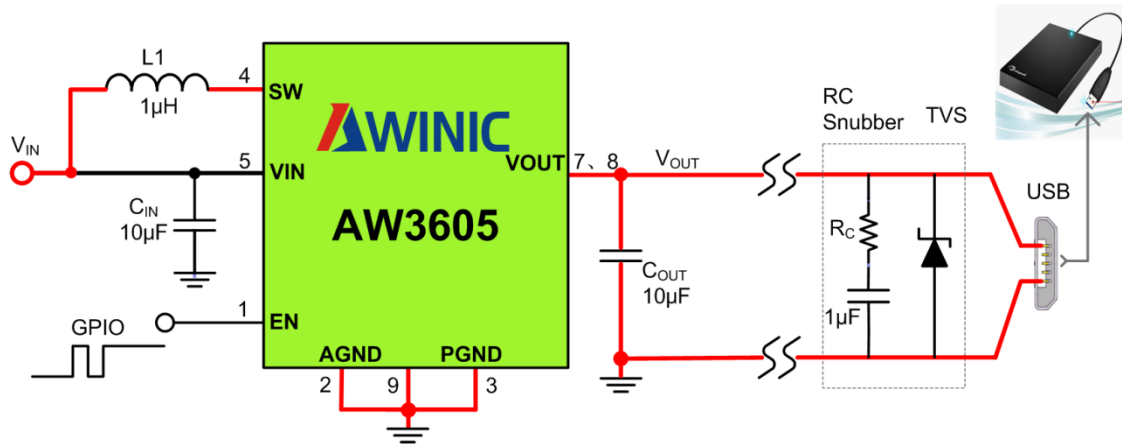 L1
1μH
4
SW
AWINIC
RC
Snubber
TVS
VIN
5
VIN
VOUT
7、8
VOUT
USB
CIN
10μF
AW3605
RC
COUT
10μF
1μF
GPIO
1
EN
AGND
PGND
2
9
3